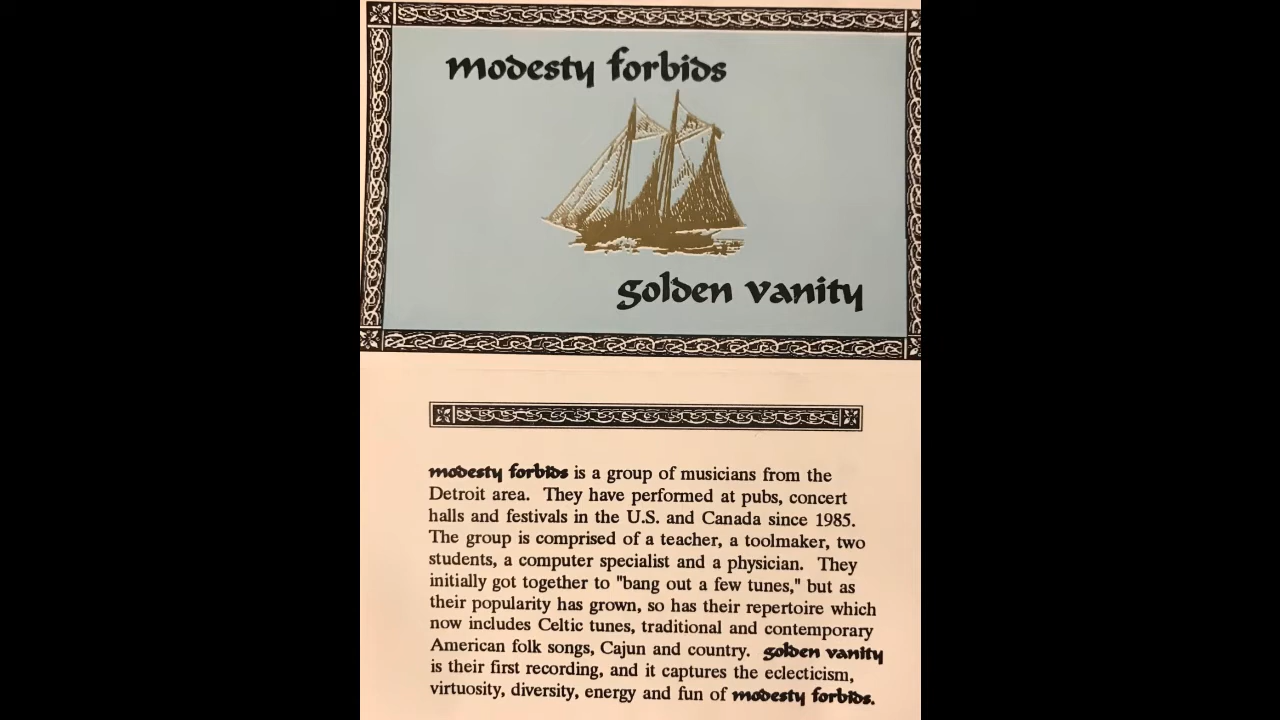 modesty forbids
golden vanity
modesty forbids is a group of musicians from the
Detroit area. They have performed at pubs, concert
halls and festivals in the U.S. and Canada since 1985.
The group is comprised of a teacher, a toolmaker, two
students, a computer specialist and a physician. They
initially got together to "bang out a few tunes," but as
their popularity has grown, so has their repertoire which
now includes Celtic tunes, traditional and contemporary
American folk songs, Cajun and country. golden vanity
is their first recording, and it captures the eclecticism,
virtuosity, diversity, energy and fun of modesty forbids.